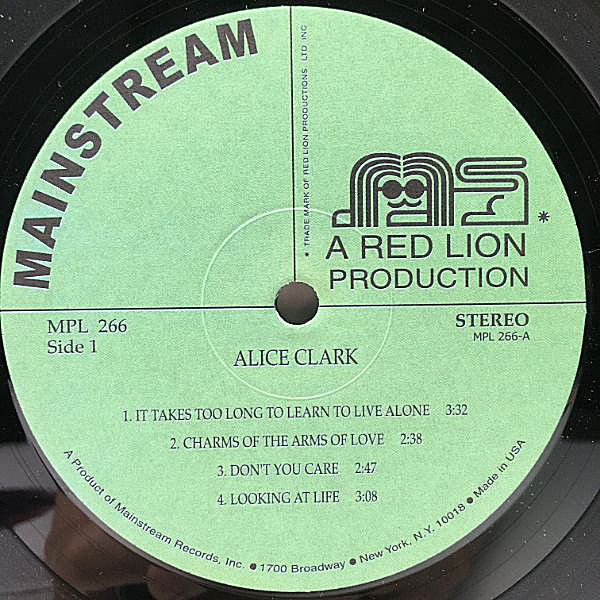 MAINSTREAM
* TRADE MARK OF RED LION PRODUCTIONS, LTD. INC.
*
A RED LION
PRODUCTION
MPL 266
Side 1
STEREO
MPL 266-A
ALICE CLARK
1. IT TAKES TOO LONG TO LEARN TO LIVE ALONE 3:32
2. CHARMS OF THE ARMS OF LOVE 2:38
3. DON'T YOU CARE 2:47
4. LOOKING AT LIFE 3:08
A Product of Mainstream Records, Inc. ● 1700 Broadway ● New York, N.Y. 10018 ● Made in USA